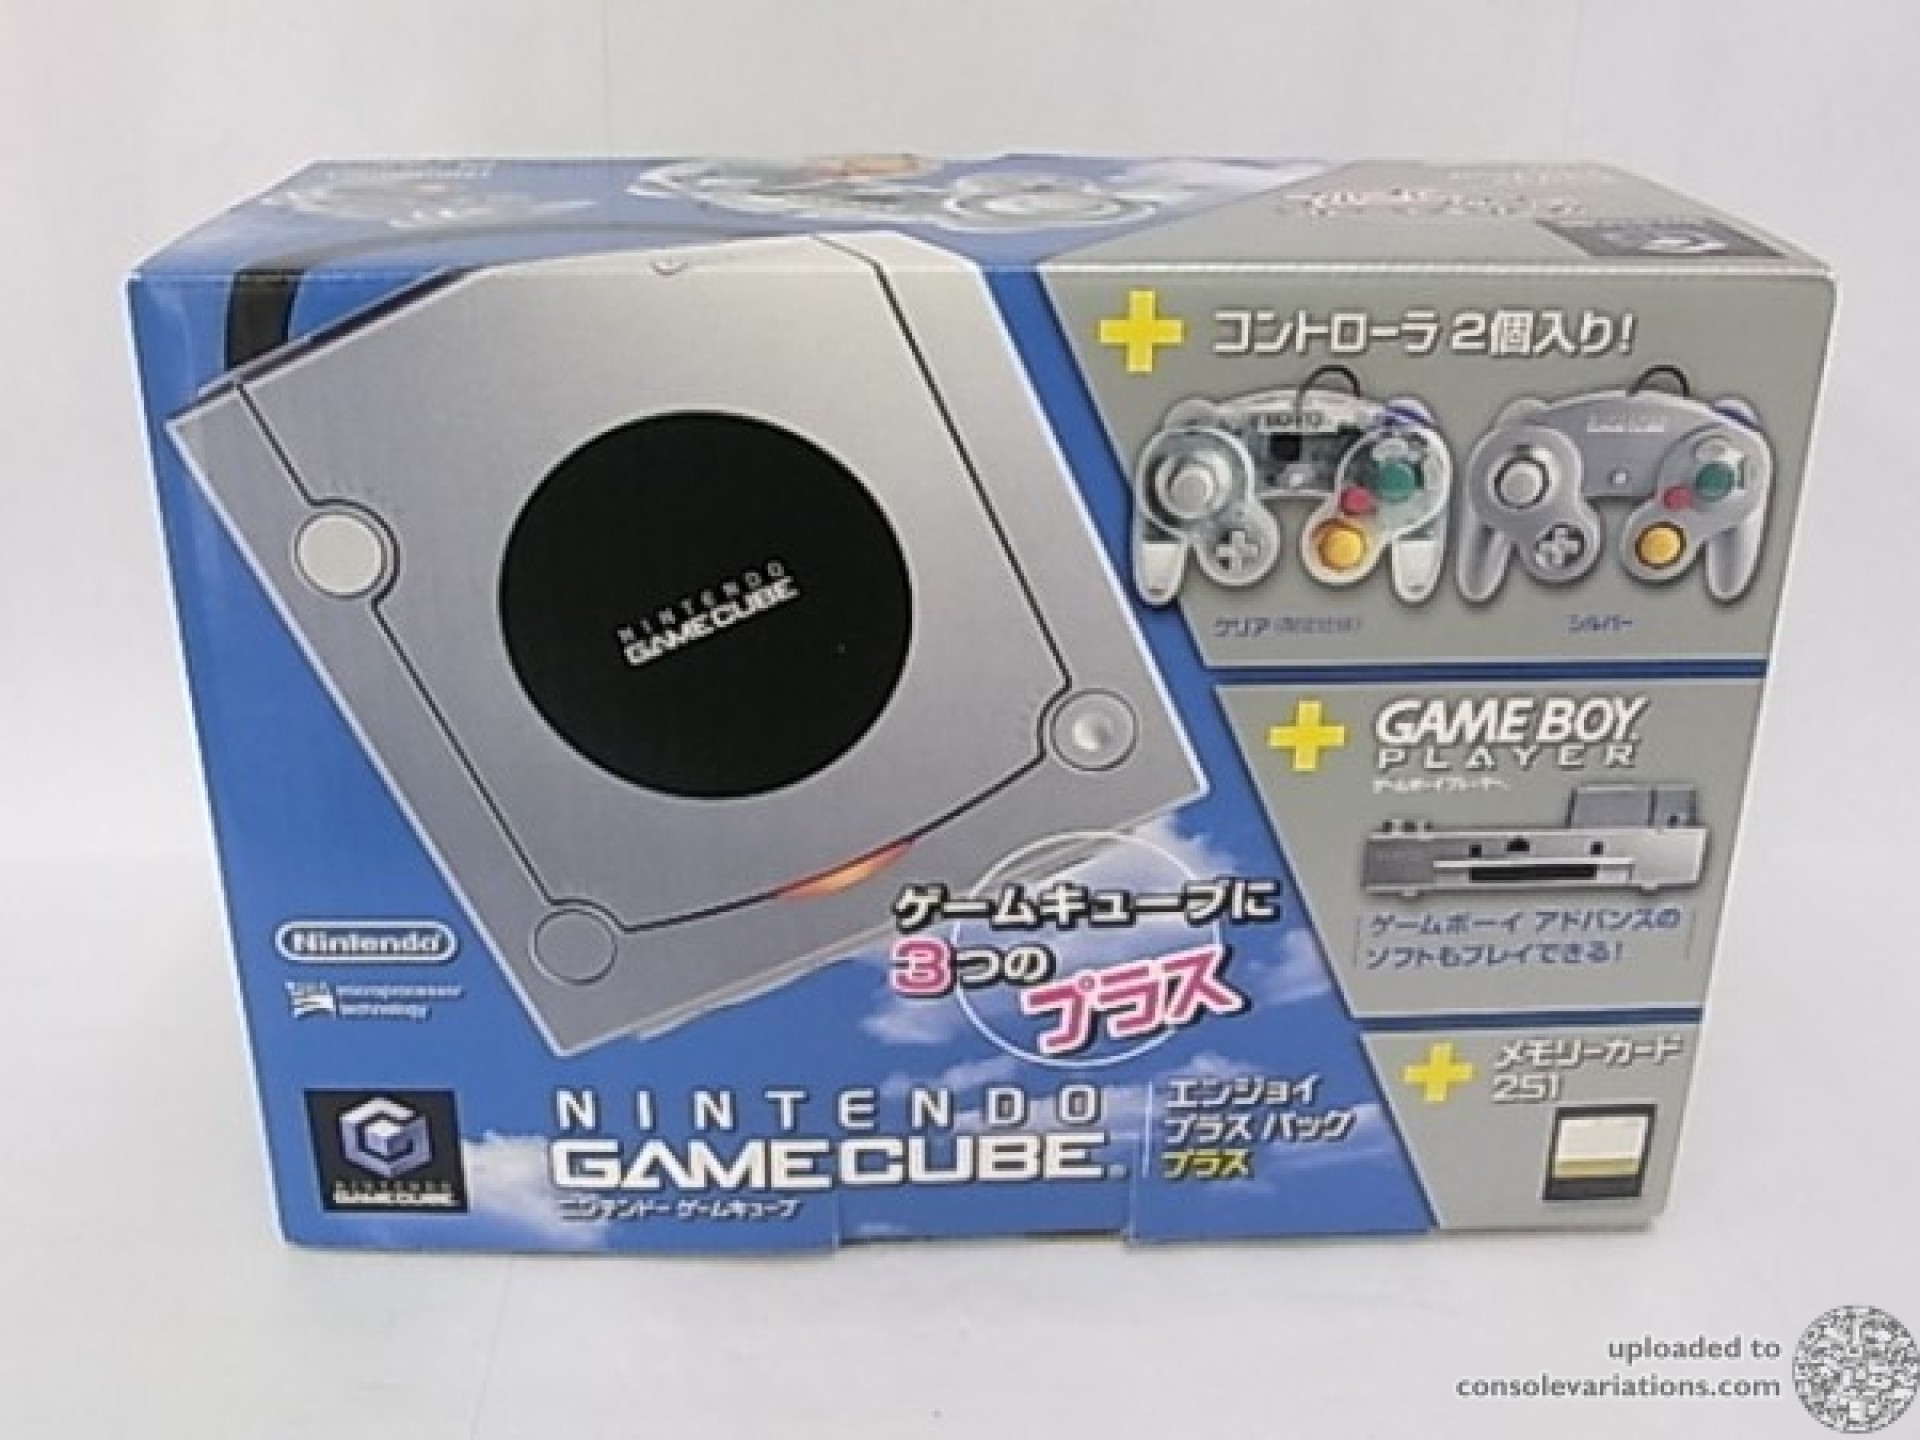 コントローラ 2個入り!
クリア
シルバー
NINTENDO
GAMECUBE
GAME BOY
PLAYER
ゲームボーイプレーヤー
ゲームボーイ アドバンスの
ソフトもプレイできる!
ゲームキューブに
3つの
プラス
Nintendo
microprocessor
technology
メモリーカード
251
NINTENDO
GAMECUBE
NINTENDO
GAMECUBE
ニンテンドー ゲームキューブ
エンジョイ
プラスパック
プラス
uploaded to
consolevariations.com